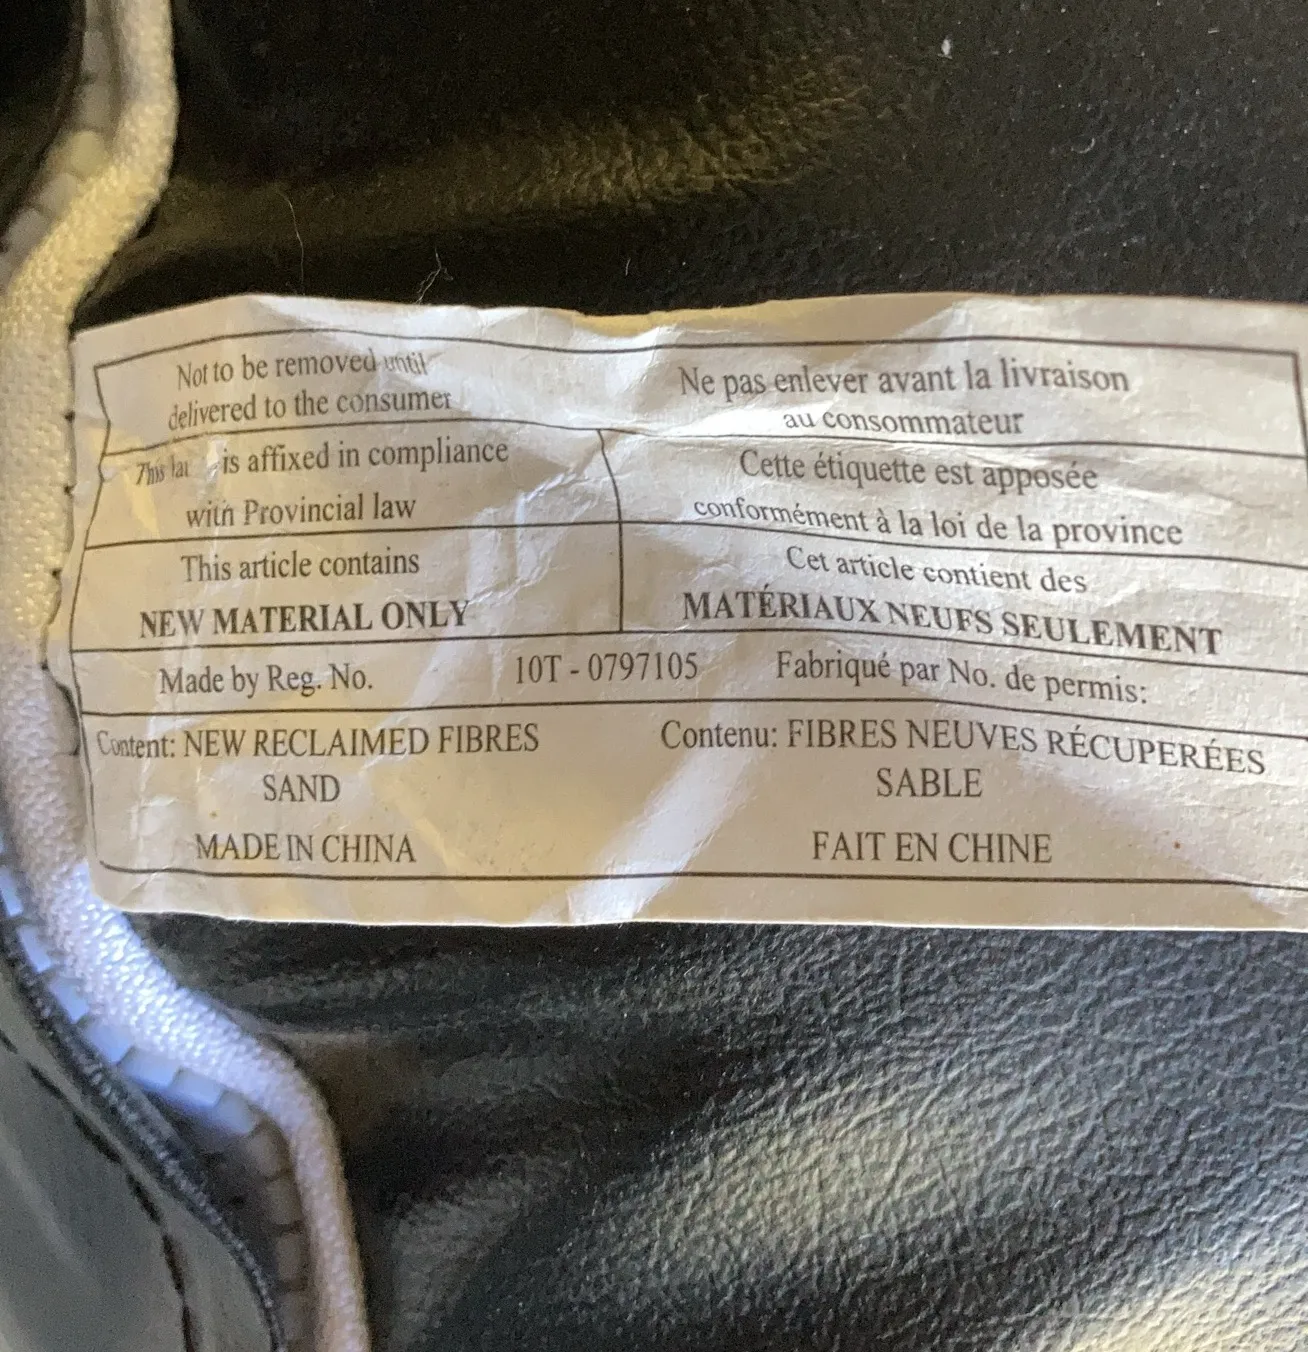 Not to be removed until
delivered to the consumer
Ne pas enlever avant la livraison
au consommateur
This is affixed in compliance
with Provincial law
Cette étiquette est apposée
conformément à la loi de la province
This article contains
NEW MATERIAL ONLY
Cet article contient des
MATÉRIAUX NEUFS SEULEMENT
Made by Reg. No. 10T - 0797105 Fabriqué par No. de permis:
Content: NEW RECLAIMED FIBRES
SAND
MADE IN CHINA
Contenu: FIBRES NEUVES RÉCUPERÉES
SABLE
FAIT EN CHINE